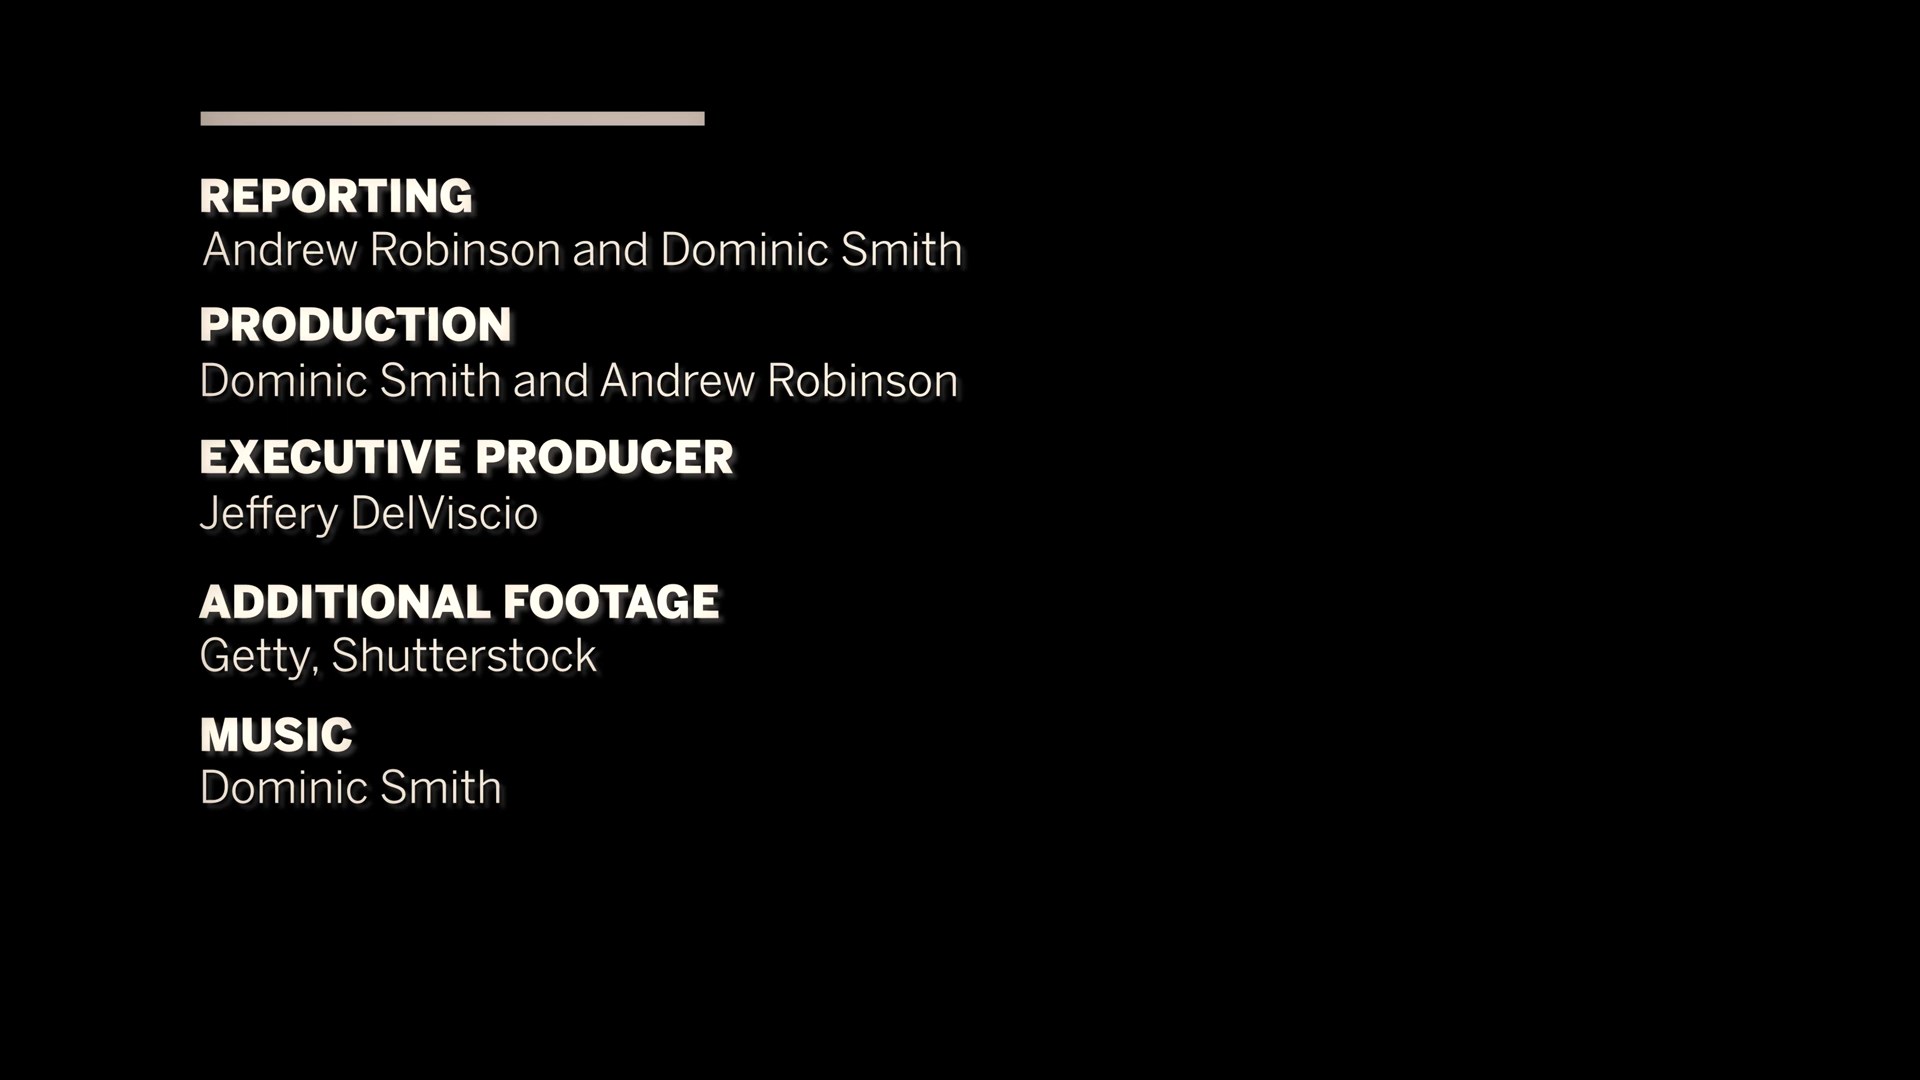 REPORTING
Andrew Robinson and Dominic Smith
PRODUCTION
Dominic Smith and Andrew Robinson
EXECUTIVE PRODUCER
Jeffery DelViscio
ADDITIONAL FOOTAGE
Getty, Shutterstock
MUSIC
Dominic Smith